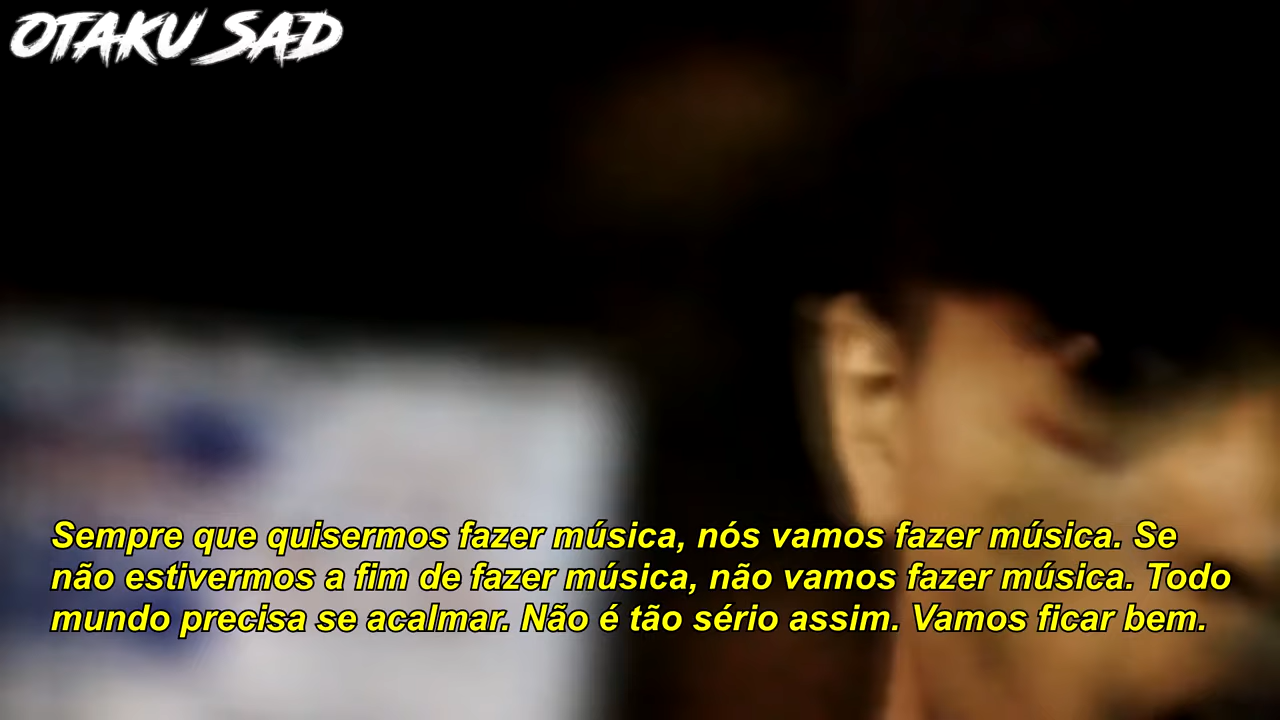 OTAKU SAD
Sempre que quisermos fazer música, nós vamos fazer música. Se
não estivermos a fim de fazer música, não vamos fazer música. Todo
mundo precisa se acalmar. Não é tão sério assim. Vamos ficar bem.